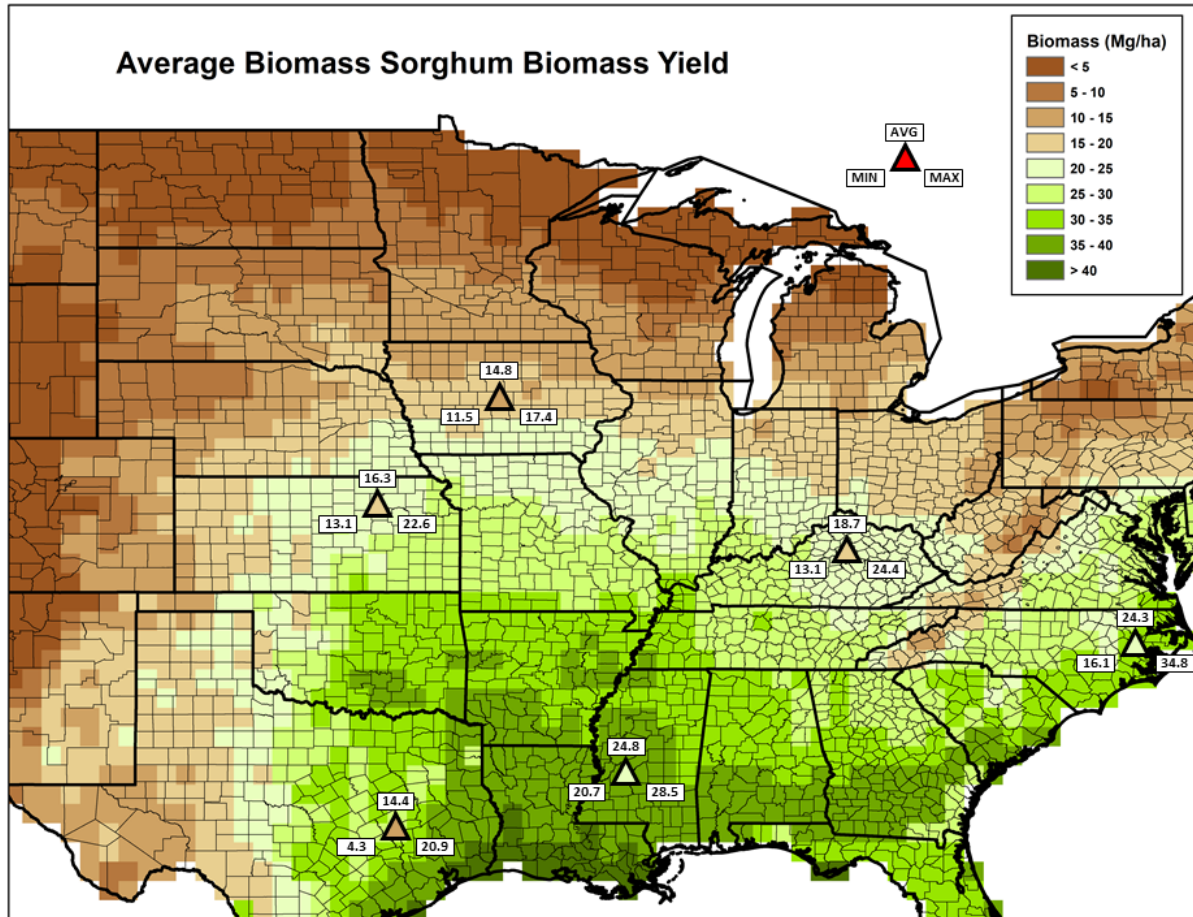 Average Biomass Sorghum Biomass Yield
Biomass (Mg/ha)
< 5
5 - 10
10 - 15
15 - 20
20 - 25
25 - 30
30 - 35
35 - 40
> 40
AVG
MIN MAX
14.8
11.5 17.4
16.3
13.1 22.6
18.7
13.1 24.4
24.3
16.1 34.8
24.8
20.7 28.5
14.4
4.3 20.9